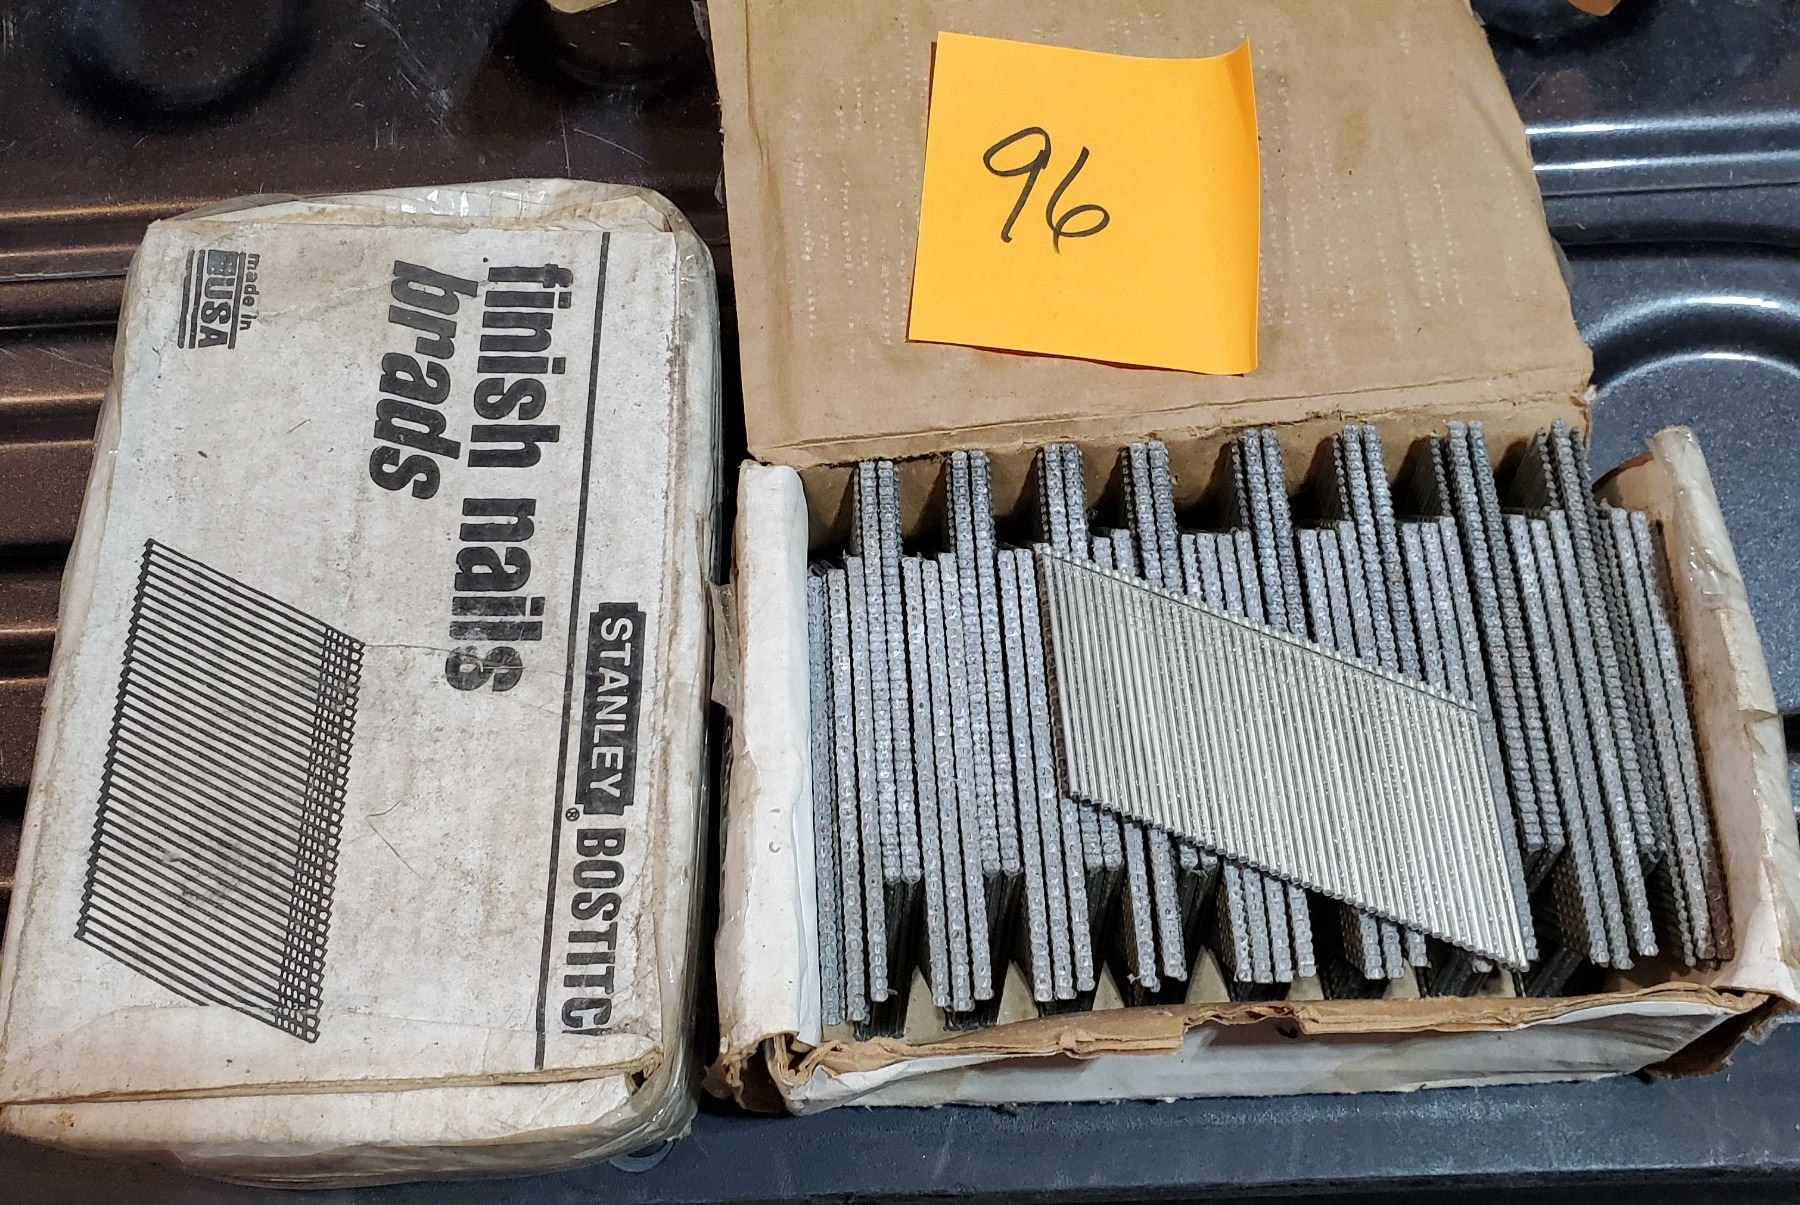 96
STANLEY BOSTITC
®
finish nails
brads
made in
USA